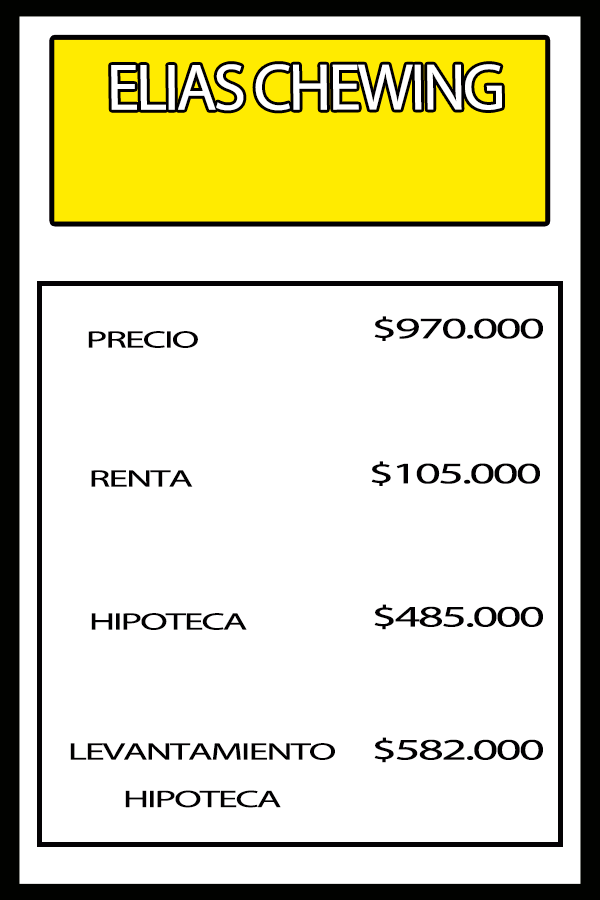 ELIAS CHEWING
PRECIO $970.000
RENTA $105.000
HIPOTECA $485.000
LEVANTAMIENTO $582.000
HIPOTECA